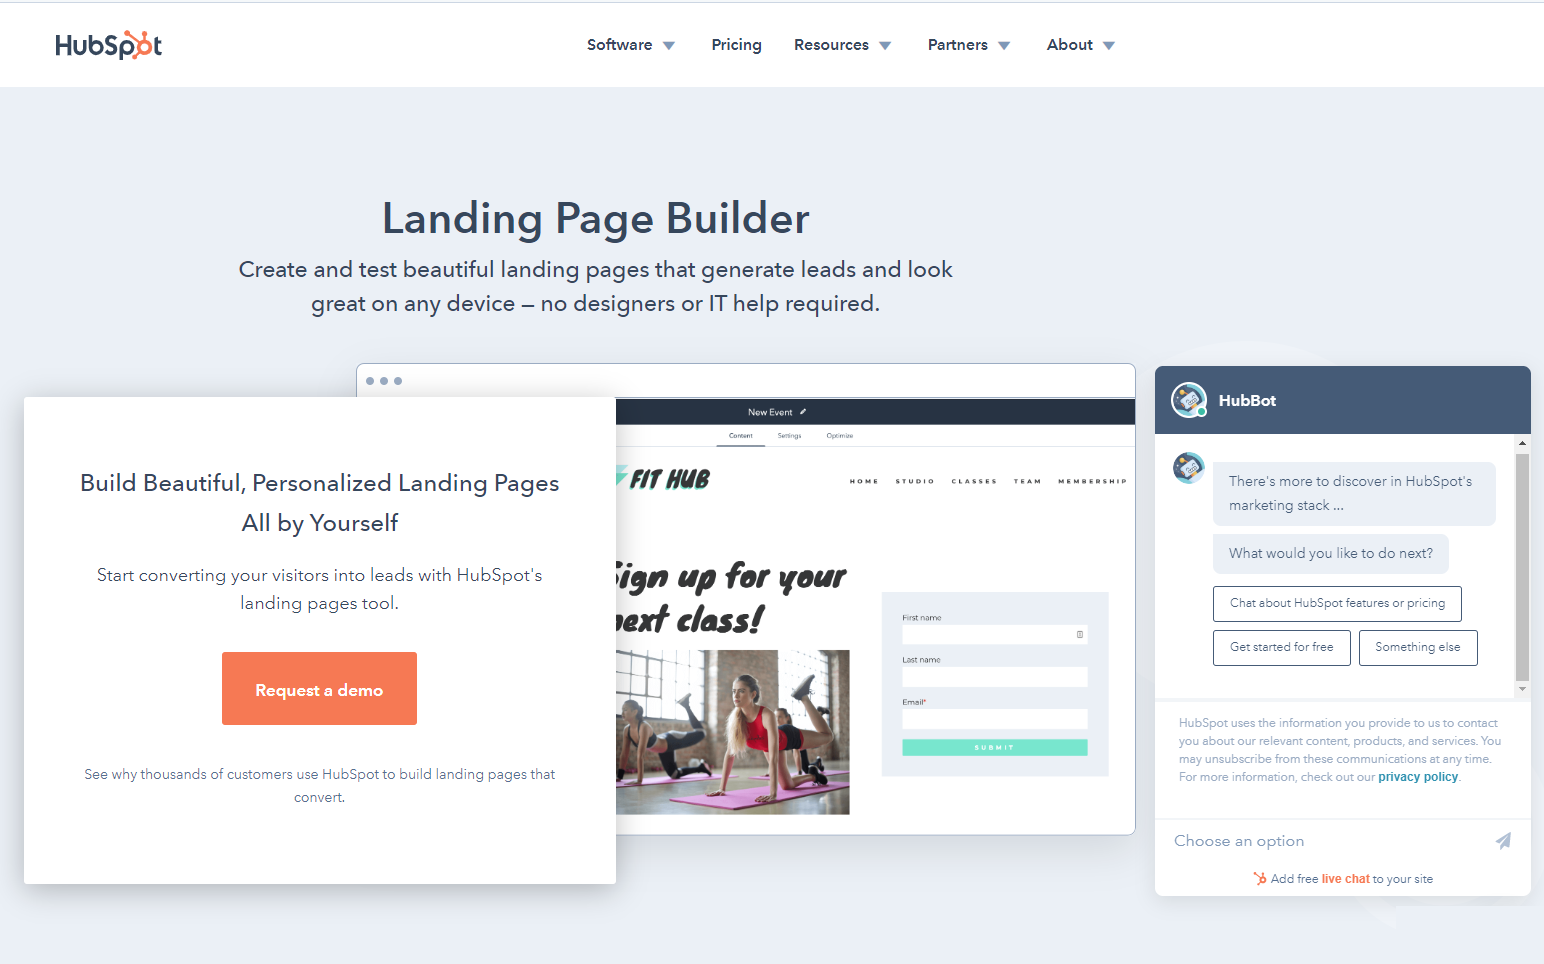 HubSpot
Software
Pricing
Resources
Partners
About
Landing Page Builder
Create and test beautiful landing pages that generate leads and look
great on any device – no designers or IT help required.
Build Beautiful, Personalized Landing Pages
All by Yourself
Start converting your visitors into leads with HubSpot's
landing pages tool.
Request a demo
See why thousands of customers use HubSpot to build landing pages that
convert.
New Event
Content
Settings
Optimize
FIT HUB
HOME
STUDIO
CLASSES
TEAM
MEMBERSHIP
Sign up for your
next class!
First name
Last name
Email*
SUBMIT
HubBot
There's more to discover in HubSpot's
marketing stack ...
What would you like to do next?
Chat about HubSpot features or pricing
Get started for free
Something else
HubSpot uses the information you provide to us to contact
you about our relevant content, products, and services. You
may unsubscribe from these communications at any time.
For more information, check out our privacy policy.
Choose an option
Add free live chat to your site